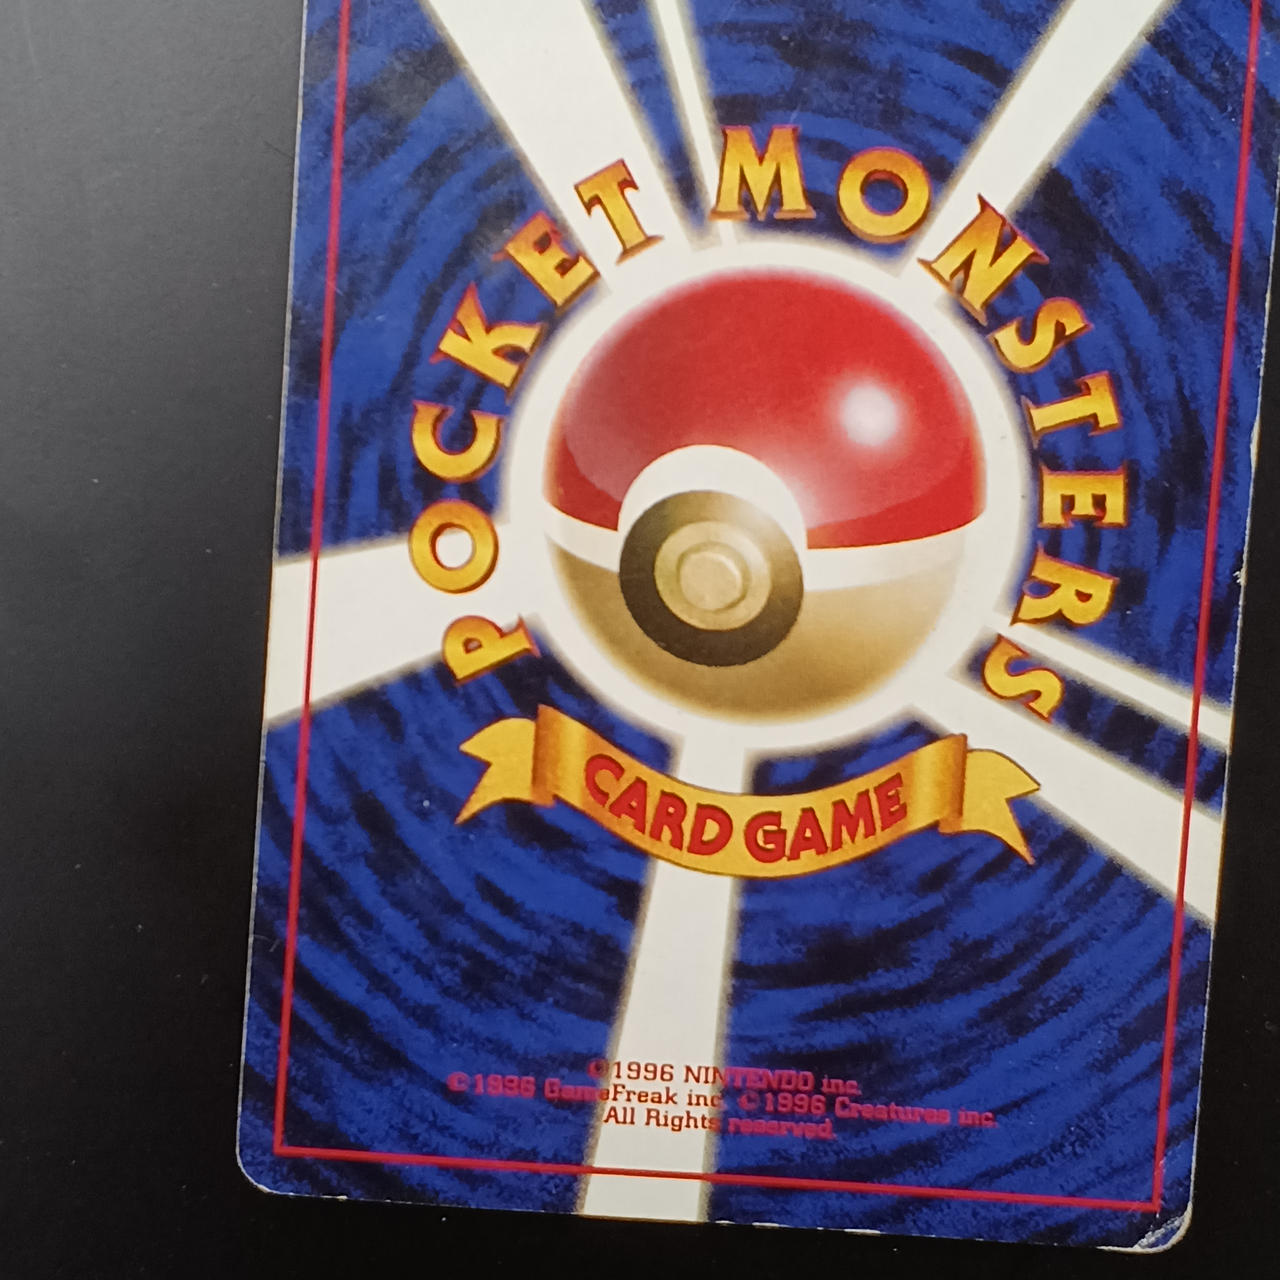 POCKET MONSTERS
CARD GAME
©1996 NINTENDO inc.
©1996 GameFreak inc. ©1996 Creatures inc.
All Rights reserved.